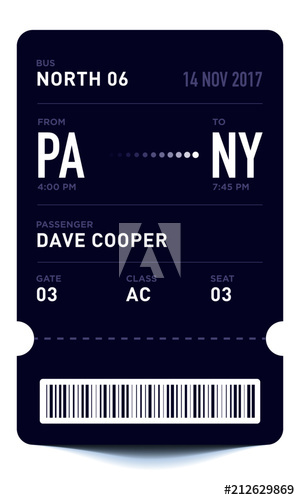 BUS
NORTH 06 14 NOV 2017
FROM TO
PA NY
4:00 PM 7:45 PM
PASSENGER
DAVE COOPER
GATE CLASS SEAT
03 AC 03
#212629869